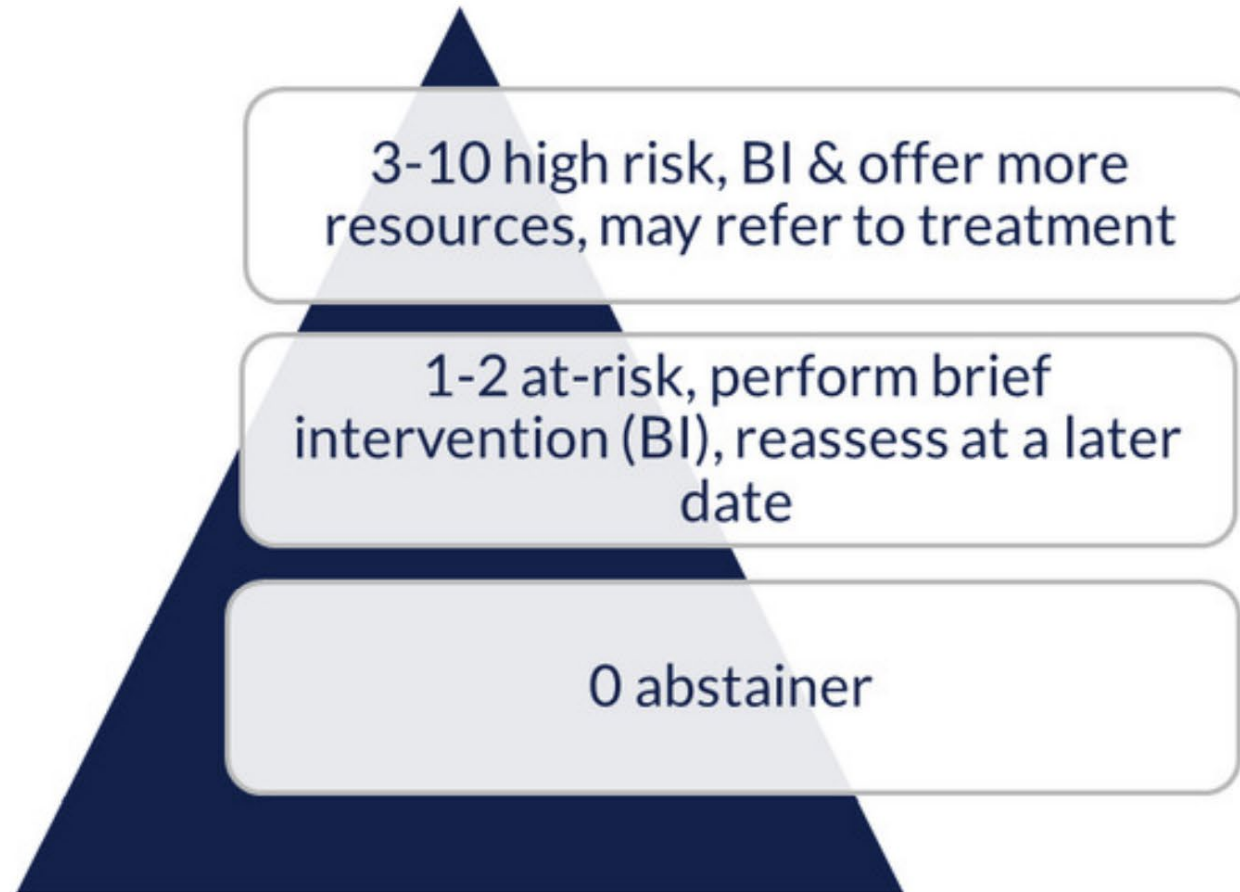 3-10 high risk, BI & offer more
resources, may refer to treatment
1-2 at-risk, perform brief
intervention (BI), reassess at a later
date
0 abstainer